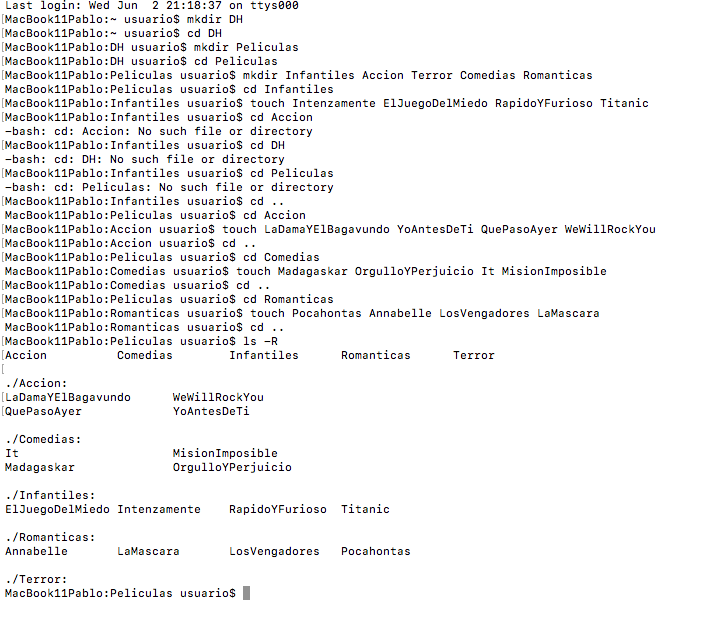 Last login: Wed Jun  2 21:18:37 on ttys000
[MacBook11Pablo:~ usuario$ mkdir DH
[MacBook11Pablo:~ usuario$ cd DH
[MacBook11Pablo:DH usuario$ mkdir Peliculas
[MacBook11Pablo:DH usuario$ cd Peliculas
[MacBook11Pablo:Peliculas usuario$ mkdir Infantiles Accion Terror Comedias Romanticas
MacBook11Pablo:Peliculas usuario$ cd Infantiles
[MacBook11Pablo:Infantiles usuario$ touch Intenzamente ElJuegoDelMiedo RapidoYFurioso Titanic
MacBook11Pablo:Infantiles usuario$ cd Accion
-bash: cd: Accion: No such file or directory
[MacBook11Pablo:Infantiles usuario$ cd DH
-bash: cd: DH: No such file or directory
[MacBook11Pablo:Infantiles usuario$ cd Peliculas
-bash: cd: Peliculas: No such file or directory
[MacBook11Pablo:Infantiles usuario$ cd ..
MacBook11Pablo:Peliculas usuario$ cd Accion
[MacBook11Pablo:Accion usuario$ touch LaDamaYElBagavundo YoAntesDeTi QuePasoAyer WeWillRockYou
[MacBook11Pablo:Accion usuario$ cd ..
[MacBook11Pablo:Peliculas usuario$ cd Comedias
MacBook11Pablo:Comedias usuario$ touch Madagaskar OrgulloYPerjuicio It MisionImposible
[MacBook11Pablo:Comedias usuario$ cd ..
[MacBook11Pablo:Peliculas usuario$ cd Romanticas
[MacBook11Pablo:Romanticas usuario$ touch Pocahontas Annabelle LosVengadores LaMascara
MacBook11Pablo:Romanticas usuario$ cd ..
[MacBook11Pablo:Peliculas usuario$ ls -R
[Accion          Comedias        Infantiles      Romanticas      Terror
[
./Accion:
[LaDamaYElBagavundo      WeWillRockYou
[QuePasoAyer             YoAntesDeTi

./Comedias:
It                      MisionImposible
Madagaskar              OrgulloYPerjuicio

./Infantiles:
ElJuegoDelMiedo Intenzamente    RapidoYFurioso  Titanic

./Romanticas:
Annabelle       LaMascara       LosVengadores   Pocahontas

./Terror:
MacBook11Pablo:Peliculas usuario$